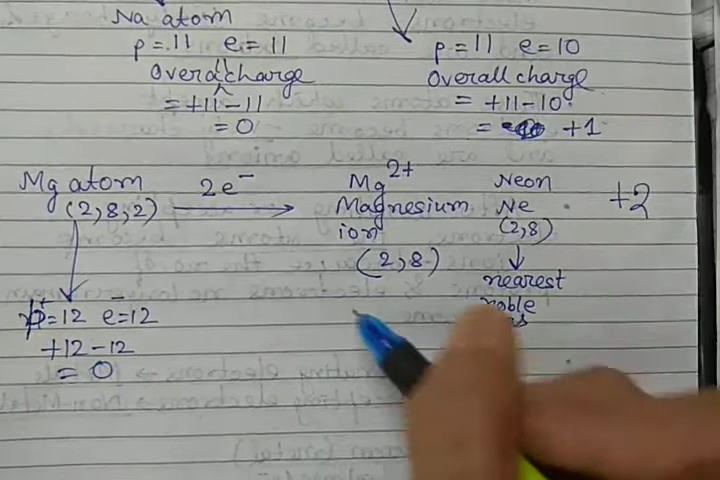 Na atom
p=11 e=11
Overall charge
=+11-11
=0
p=11 e=10
Overall charge
= +11-10
= +1
Mg atom
(2,8,2)
2e⁻
Mg²⁺
Magnesium
ion
(2,8)
Neon
Ne
(2,8)
nearest
noble
+2
p=12 e⁻=12
+12-12
= 0